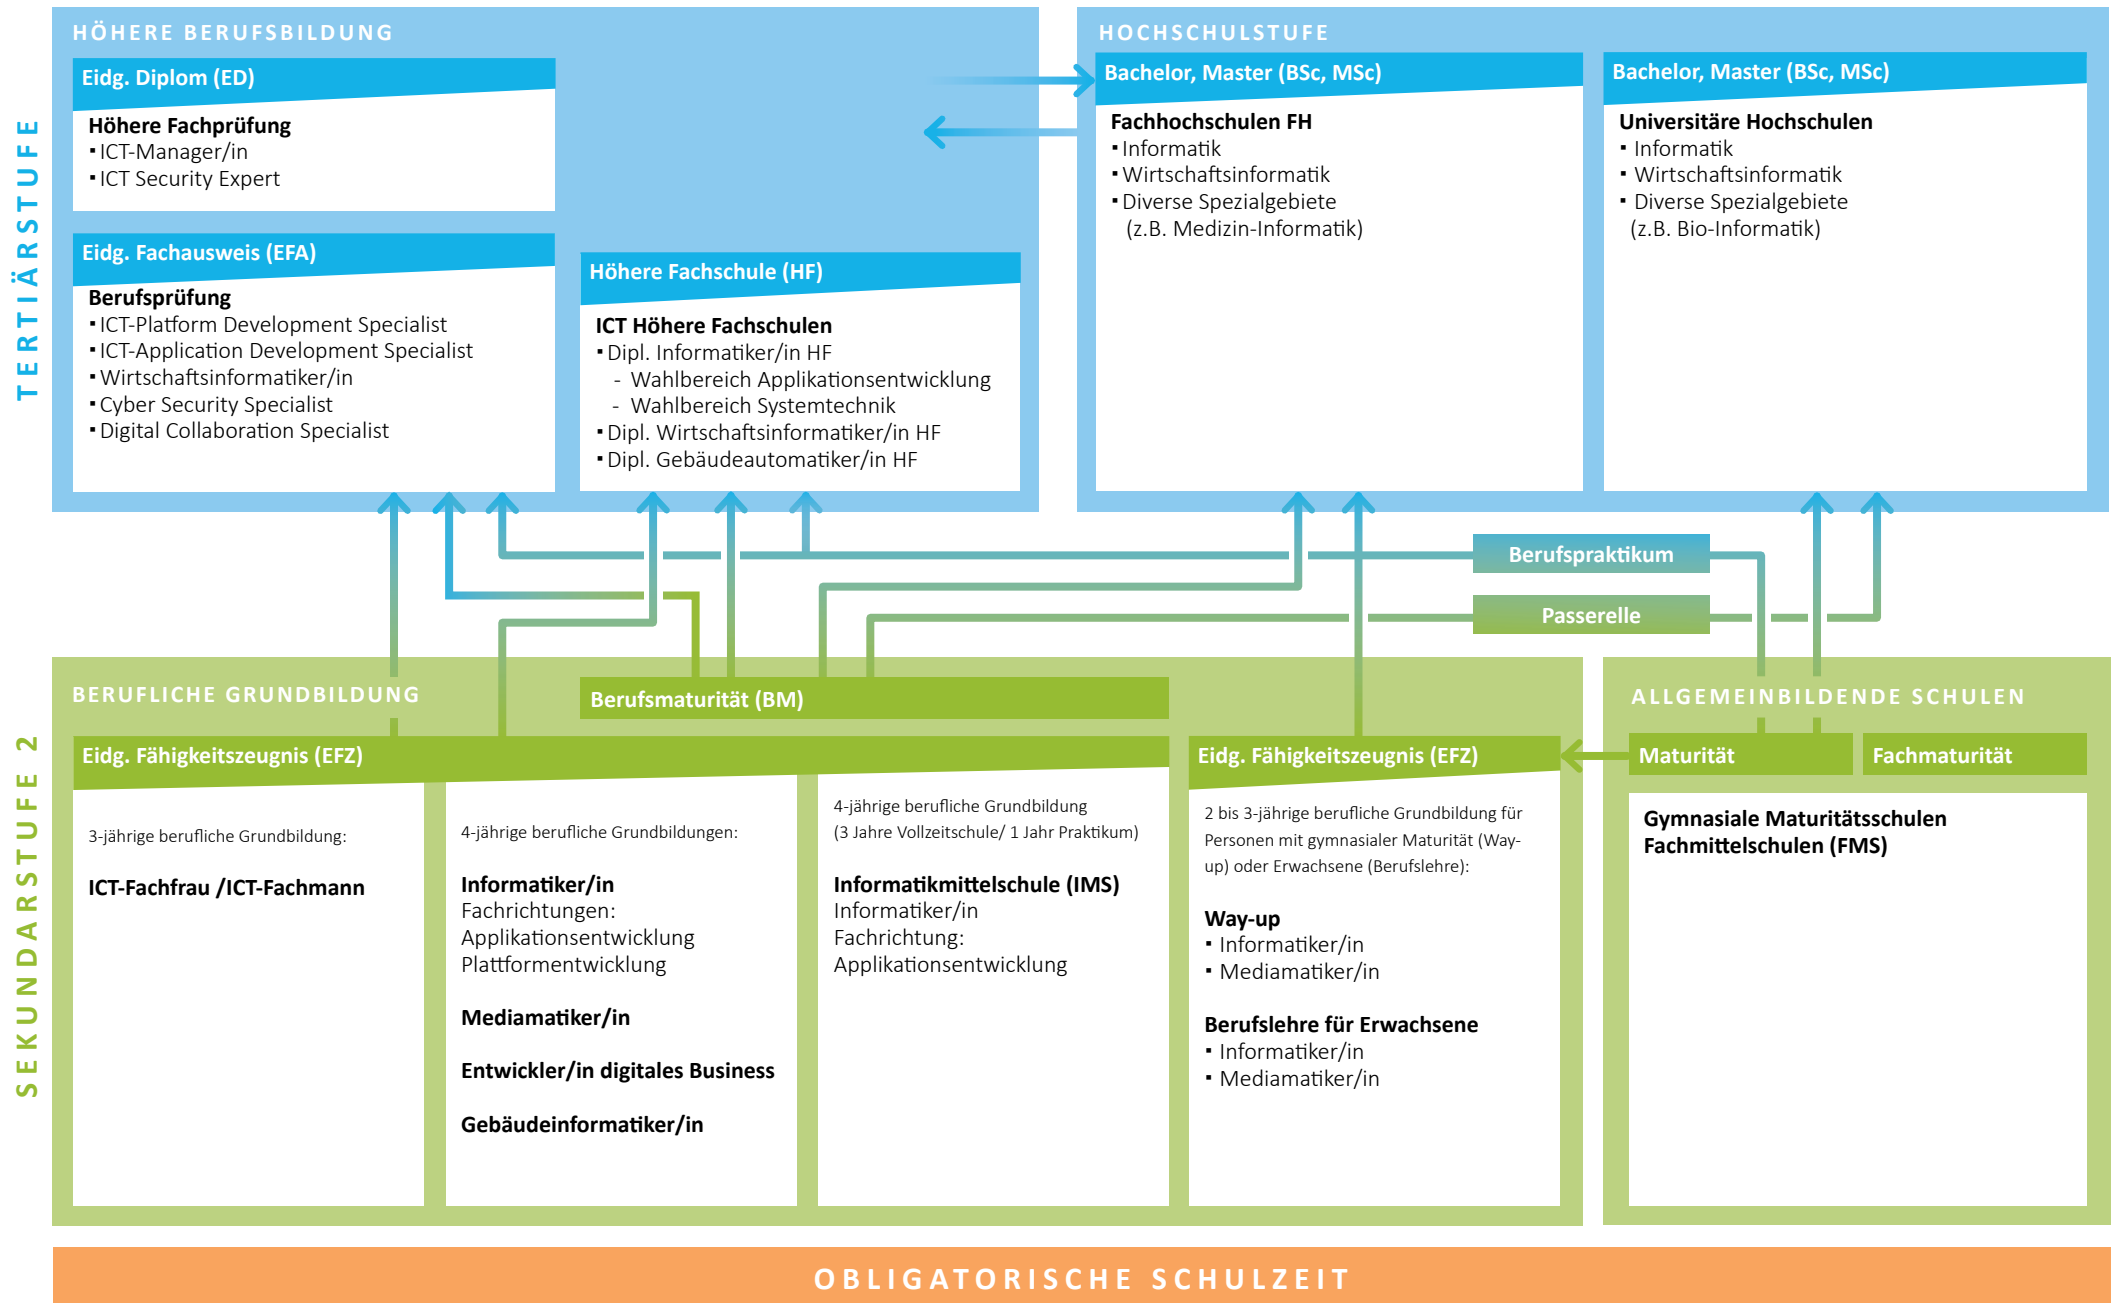 TERTIÄRSTUFE
HÖHERE BERUFSBILDUNG
Eidg. Diplom (ED)
Höhere Fachprüfung
▪ ICT-Manager/in
▪ ICT Security Expert
Eidg. Fachausweis (EFA)
Berufsprüfung
▪ ICT-Platform Development Specialist
▪ ICT-Application Development Specialist
▪ Wirtschaftsinformatiker/in
▪ Cyber Security Specialist
▪ Digital Collaboration Specialist
Höhere Fachschule (HF)
ICT Höhere Fachschulen
▪ Dipl. Informatiker/in HF
- Wahlbereich Applikationsentwicklung
- Wahlbereich Systemtechnik
▪ Dipl. Wirtschaftsinformatiker/in HF
▪ Dipl. Gebäudeautomatiker/in HF
HOCHSCHULSTUFE
Bachelor, Master (BSc, MSc)
Fachhochschulen FH
▪ Informatik
▪ Wirtschaftsinformatik
▪ Diverse Spezialgebiete
(z.B. Medizin-Informatik)
Bachelor, Master (BSc, MSc)
Universitäre Hochschulen
▪ Informatik
▪ Wirtschaftsinformatik
▪ Diverse Spezialgebiete
(z.B. Bio-Informatik)
Berufspraktikum
Passerelle
SEKUNDARSTUFE 2
BERUFLICHE GRUNDBILDUNG
Berufsmaturität (BM)
Eidg. Fähigkeitszeugnis (EFZ)
3-jährige berufliche Grundbildung:
ICT-Fachfrau /ICT-Fachmann
4-jährige berufliche Grundbildungen:
Informatiker/in
Fachrichtungen:
Applikationsentwicklung
Plattformentwicklung
Mediamatiker/in
Entwickler/in digitales Business
Gebäudeinformatiker/in
4-jährige berufliche Grundbildung
(3 Jahre Vollzeitschule/ 1 Jahr Praktikum)
Informatikmittelschule (IMS)
Informatiker/in
Fachrichtung:
Applikationsentwicklung
Eidg. Fähigkeitszeugnis (EFZ)
2 bis 3-jährige berufliche Grundbildung für
Personen mit gymnasialer Maturität (Way-
up) oder Erwachsene (Berufslehre):
Way-up
▪ Informatiker/in
▪ Mediamatiker/in
Berufslehre für Erwachsene
▪ Informatiker/in
▪ Mediamatiker/in
ALLGEMEINBILDENDE SCHULEN
Maturität
Fachmaturität
Gymnasiale Maturitätsschulen
Fachmittelschulen (FMS)
OBLIGATORISCHE SCHULZEIT